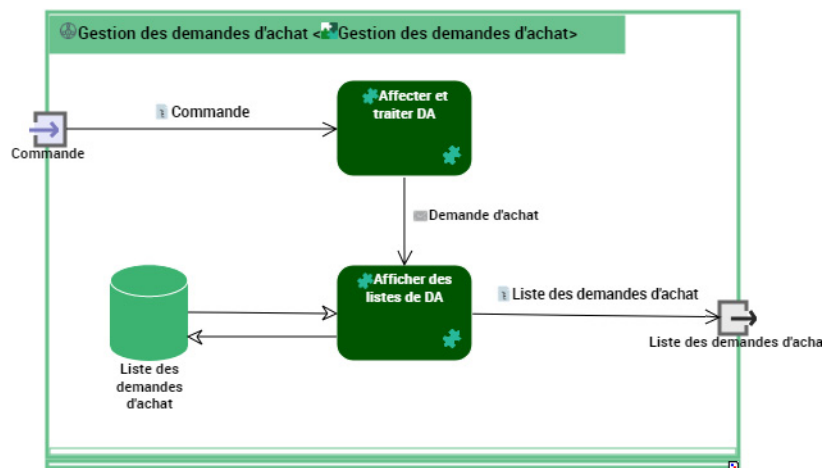 Gestion des demandes d'achat <Gestion des demandes d'achat>
Affecter et
traiter DA
Commande
Commande
Demande d'achat
Afficher des
listes de DA
Liste des demandes d'achat
Liste des demandes d'acha
Liste des
demandes
d'achat